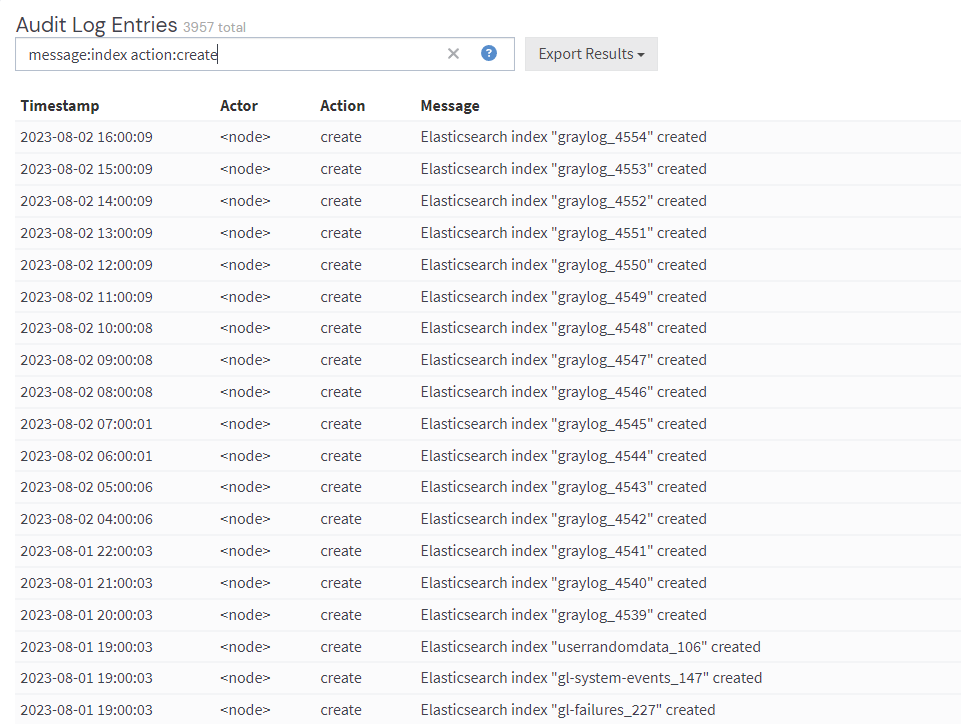 Audit Log Entries 3957 total
message:index action:create
Export Results
Timestamp Actor Action Message
2023-08-02 16:00:09 <node> create Elasticsearch index "graylog_4554" created
2023-08-02 15:00:09 <node> create Elasticsearch index "graylog_4553" created
2023-08-02 14:00:09 <node> create Elasticsearch index "graylog_4552" created
2023-08-02 13:00:09 <node> create Elasticsearch index "graylog_4551" created
2023-08-02 12:00:09 <node> create Elasticsearch index "graylog_4550" created
2023-08-02 11:00:09 <node> create Elasticsearch index "graylog_4549" created
2023-08-02 10:00:08 <node> create Elasticsearch index "graylog_4548" created
2023-08-02 09:00:08 <node> create Elasticsearch index "graylog_4547" created
2023-08-02 08:00:08 <node> create Elasticsearch index "graylog_4546" created
2023-08-02 07:00:01 <node> create Elasticsearch index "graylog_4545" created
2023-08-02 06:00:01 <node> create Elasticsearch index "graylog_4544" created
2023-08-02 05:00:06 <node> create Elasticsearch index "graylog_4543" created
2023-08-02 04:00:06 <node> create Elasticsearch index "graylog_4542" created
2023-08-01 22:00:03 <node> create Elasticsearch index "graylog_4541" created
2023-08-01 21:00:03 <node> create Elasticsearch index "graylog_4540" created
2023-08-01 20:00:03 <node> create Elasticsearch index "graylog_4539" created
2023-08-01 19:00:03 <node> create Elasticsearch index "userrandomdata_106" created
2023-08-01 19:00:03 <node> create Elasticsearch index "gl-system-events_147" created
2023-08-01 19:00:03 <node> create Elasticsearch index "gl-failures_227" created